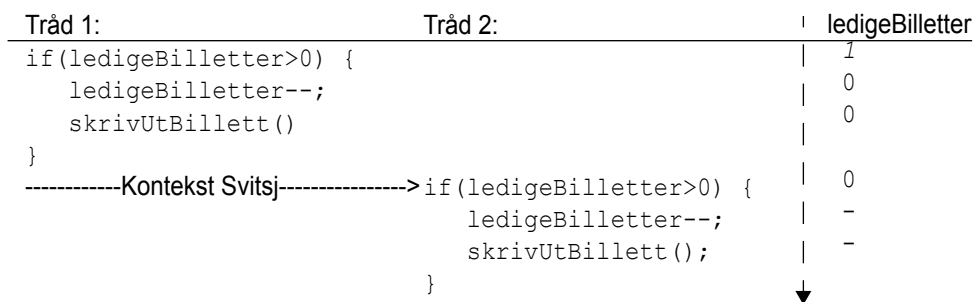 Tråd 1: Tråd 2: ledigeBilletter
if(ledigeBilletter>0) { 1
ledigeBilletter--; 0
skrivUtBillett() 0
}
------------Kontekst Svitsj----------------> if(ledigeBilletter>0) { 0
ledigeBilletter--; -
skrivUtBillett(); -
}